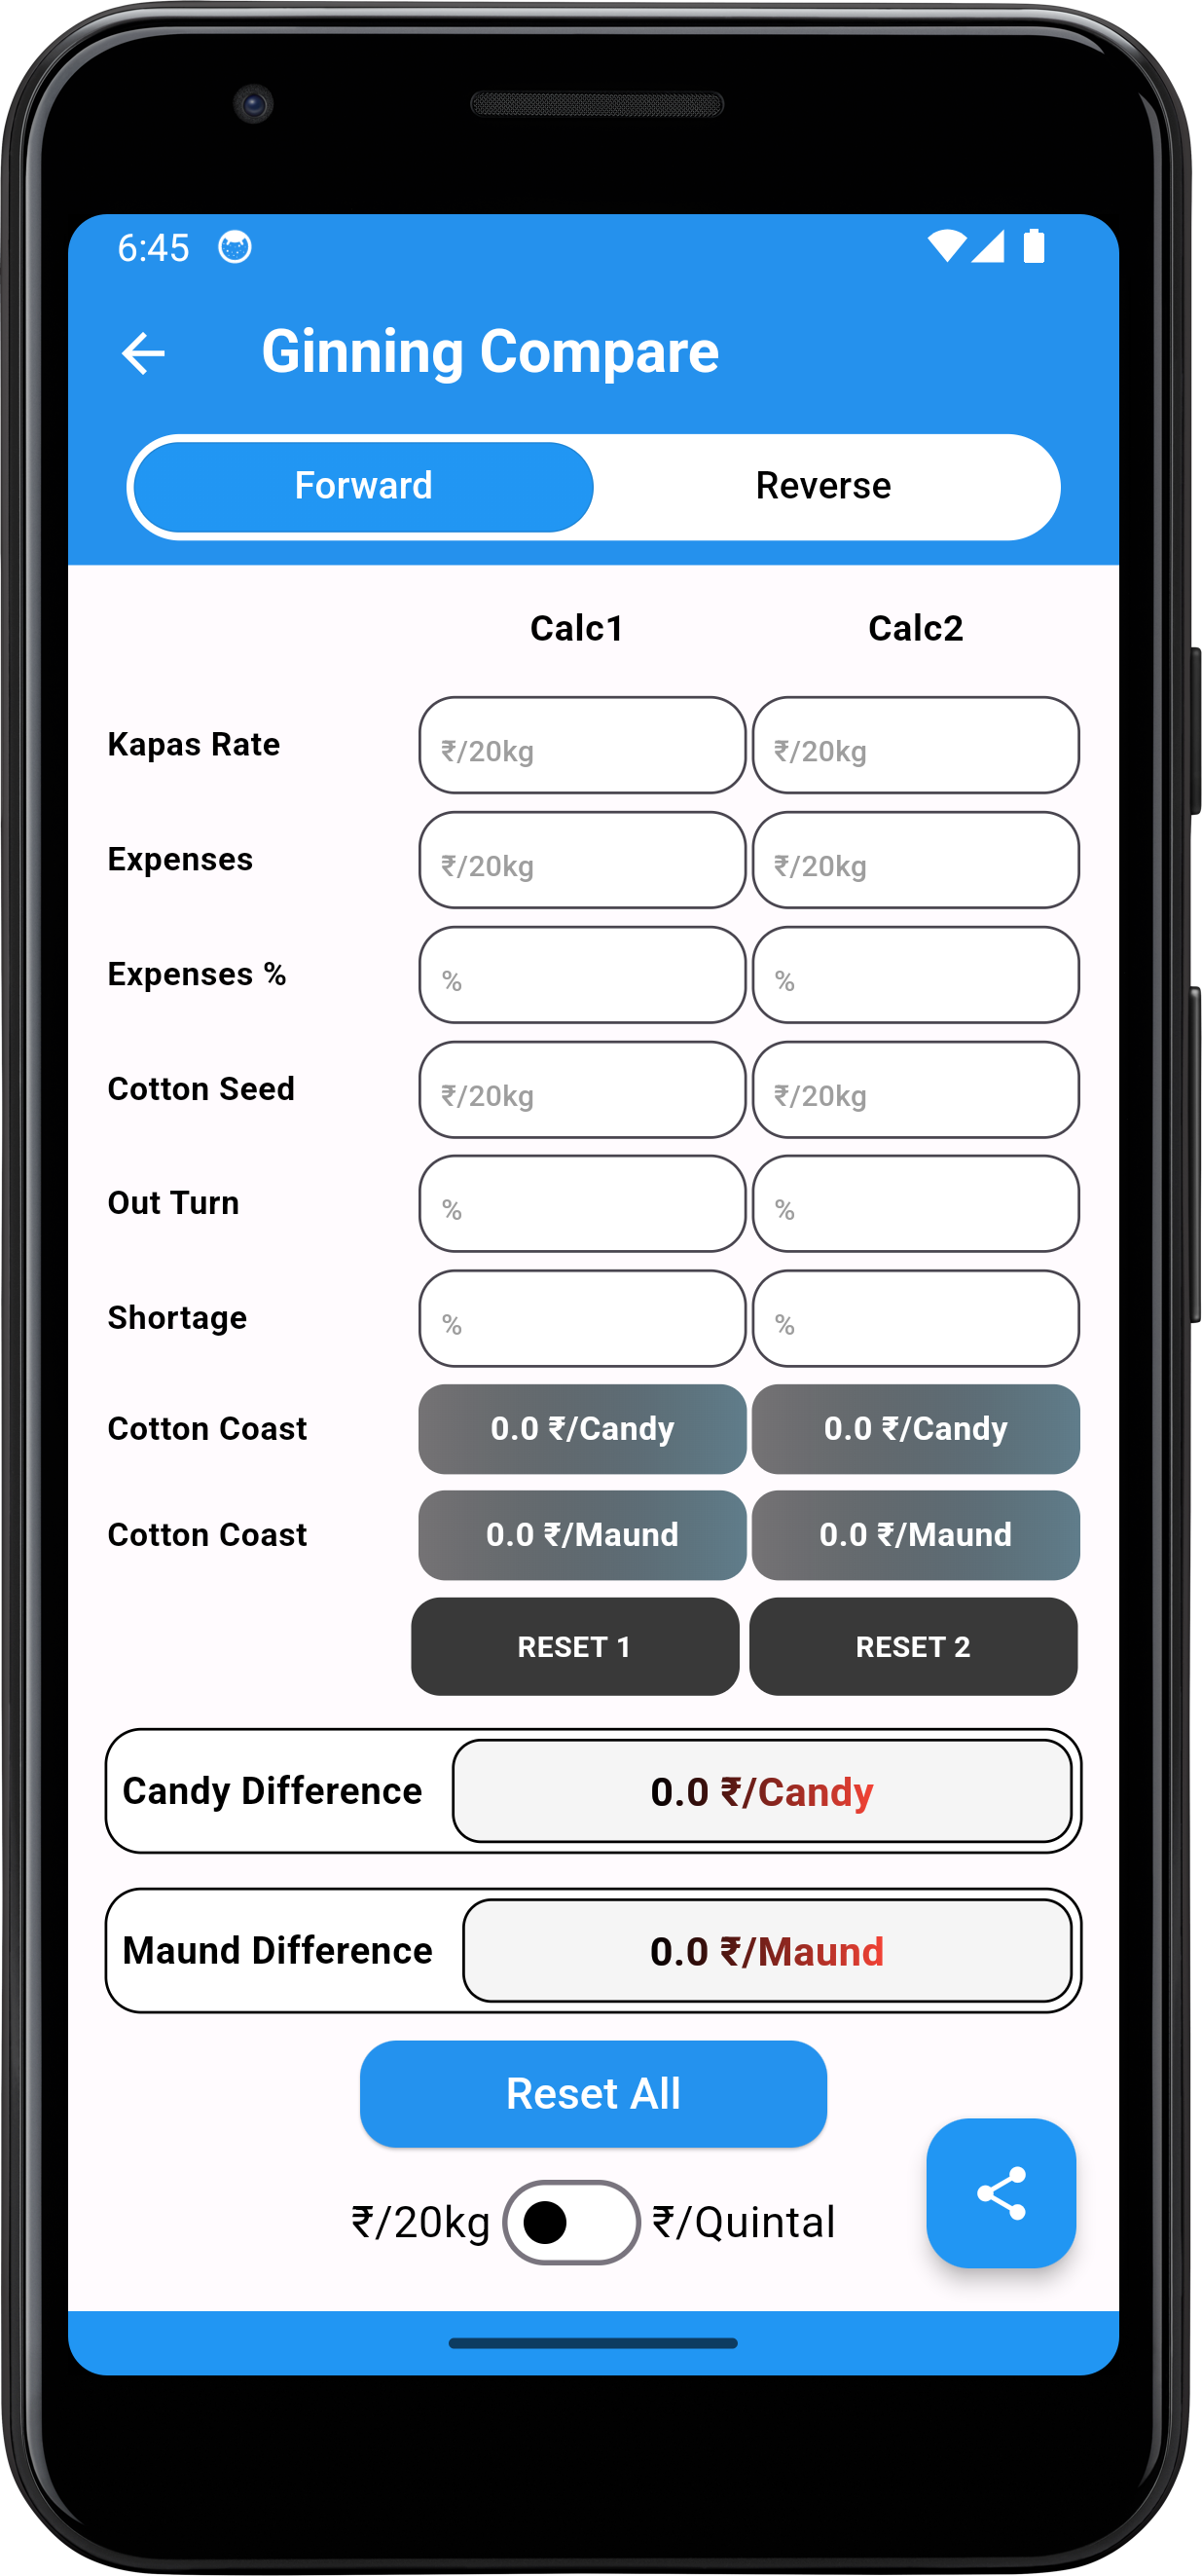 6:45
Ginning Compare
Forward Reverse
Calc1 Calc2
Kapas Rate ₹/20kg ₹/20kg
Expenses ₹/20kg ₹/20kg
Expenses % % %
Cotton Seed ₹/20kg ₹/20kg
Out Turn % %
Shortage % %
Cotton Coast 0.0 ₹/Candy 0.0 ₹/Candy
Cotton Coast 0.0 ₹/Maund 0.0 ₹/Maund
RESET 1 RESET 2
Candy Difference 0.0 ₹/Candy
Maund Difference 0.0 ₹/Maund
Reset All
₹/20kg ₹/Quintal